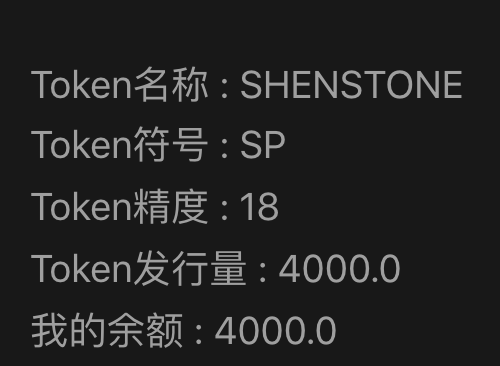 Token名称 : SHENSTONE
Token符号 : SP
Token精度 : 18
Token发行量 : 4000.0
我的余额 : 4000.0